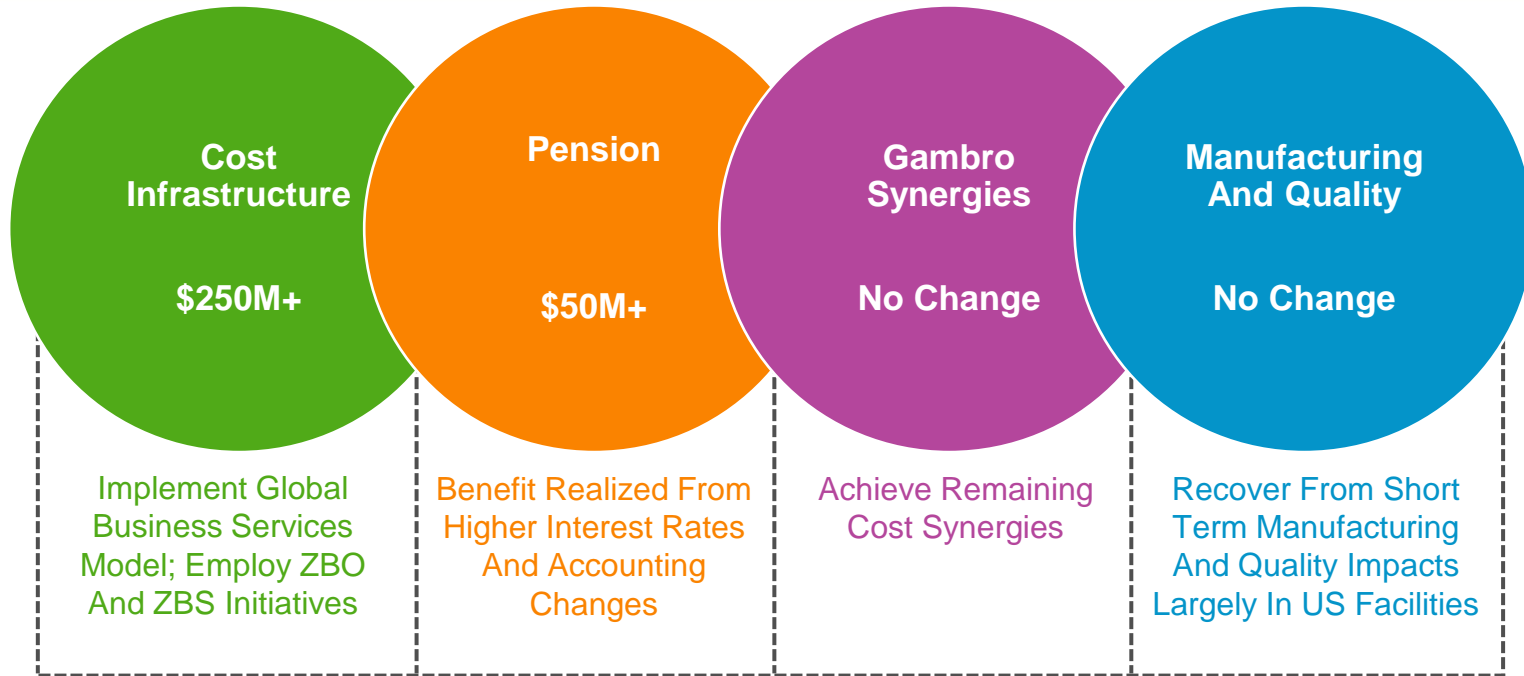 Cost
Infrastructure
$250M+
Pension
$50M+
Gambro
Synergies
No Change
Manufacturing
And Quality
No Change
Implement Global
Business Services
Model; Employ ZBO
And ZBS Initiatives
Benefit Realized From
Higher Interest Rates
And Accounting
Changes
Achieve Remaining
Cost Synergies
Recover From Short
Term Manufacturing
And Quality Impacts
Largely In US Facilities